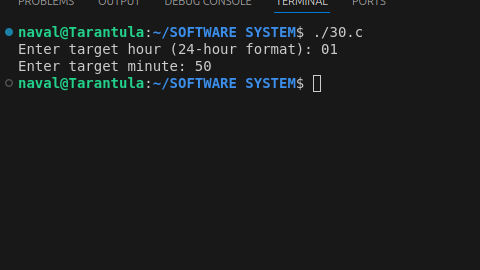 PROBLEMS OUTPUT DEBUG CONSOLE TERMINAL PORTS
naval@Tarantula:~/SOFTWARE SYSTEM$ ./30.c
Enter target hour (24-hour format): 01
Enter target minute: 50
naval@Tarantula:~/SOFTWARE SYSTEM$